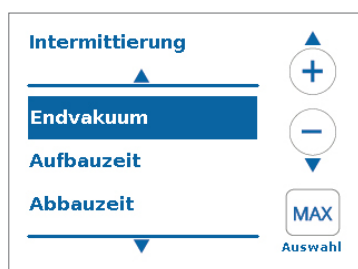 Intermittierung
+
Endvakuum
−
Aufbauzeit
Abbauzeit
MAX
Auswahl